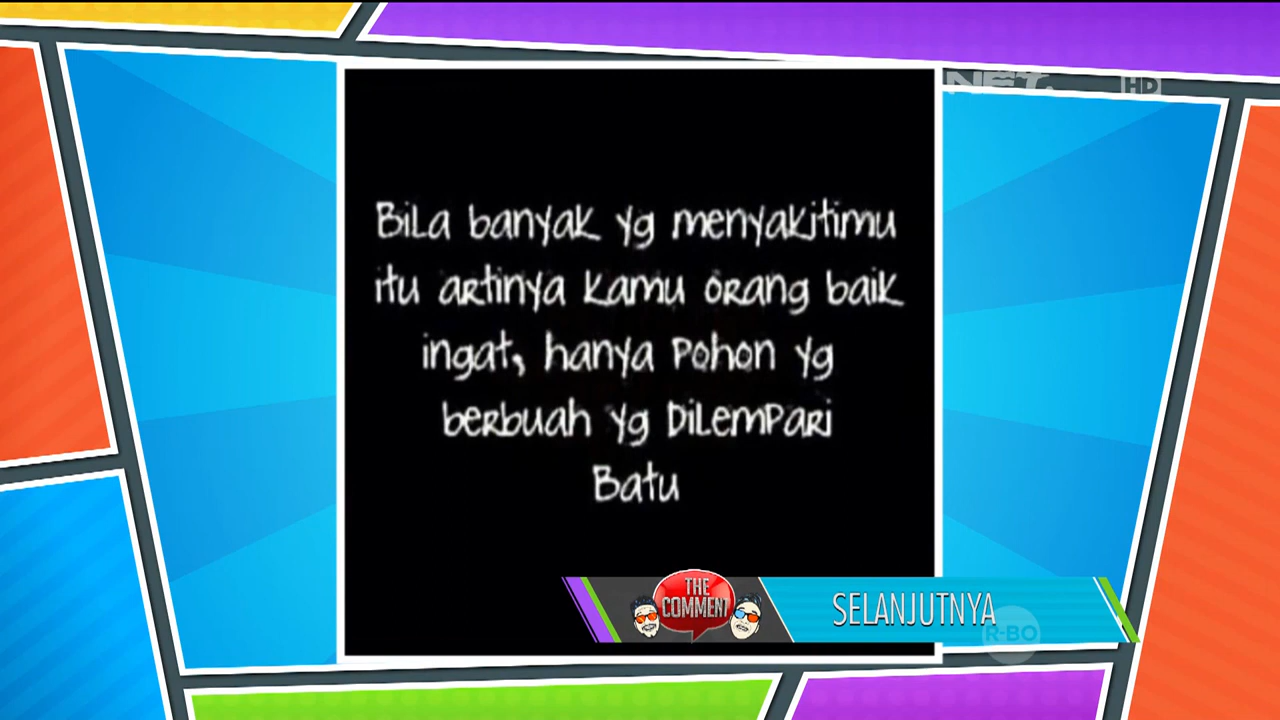 NET.
HD
Bila banyak yg menyakitimu
itu artinya kamu orang baik
ingat, hanya pohon yg
berbuah yg Dilempari
Batu
THE
COMMENT
SELANJUTNYA
R-BO